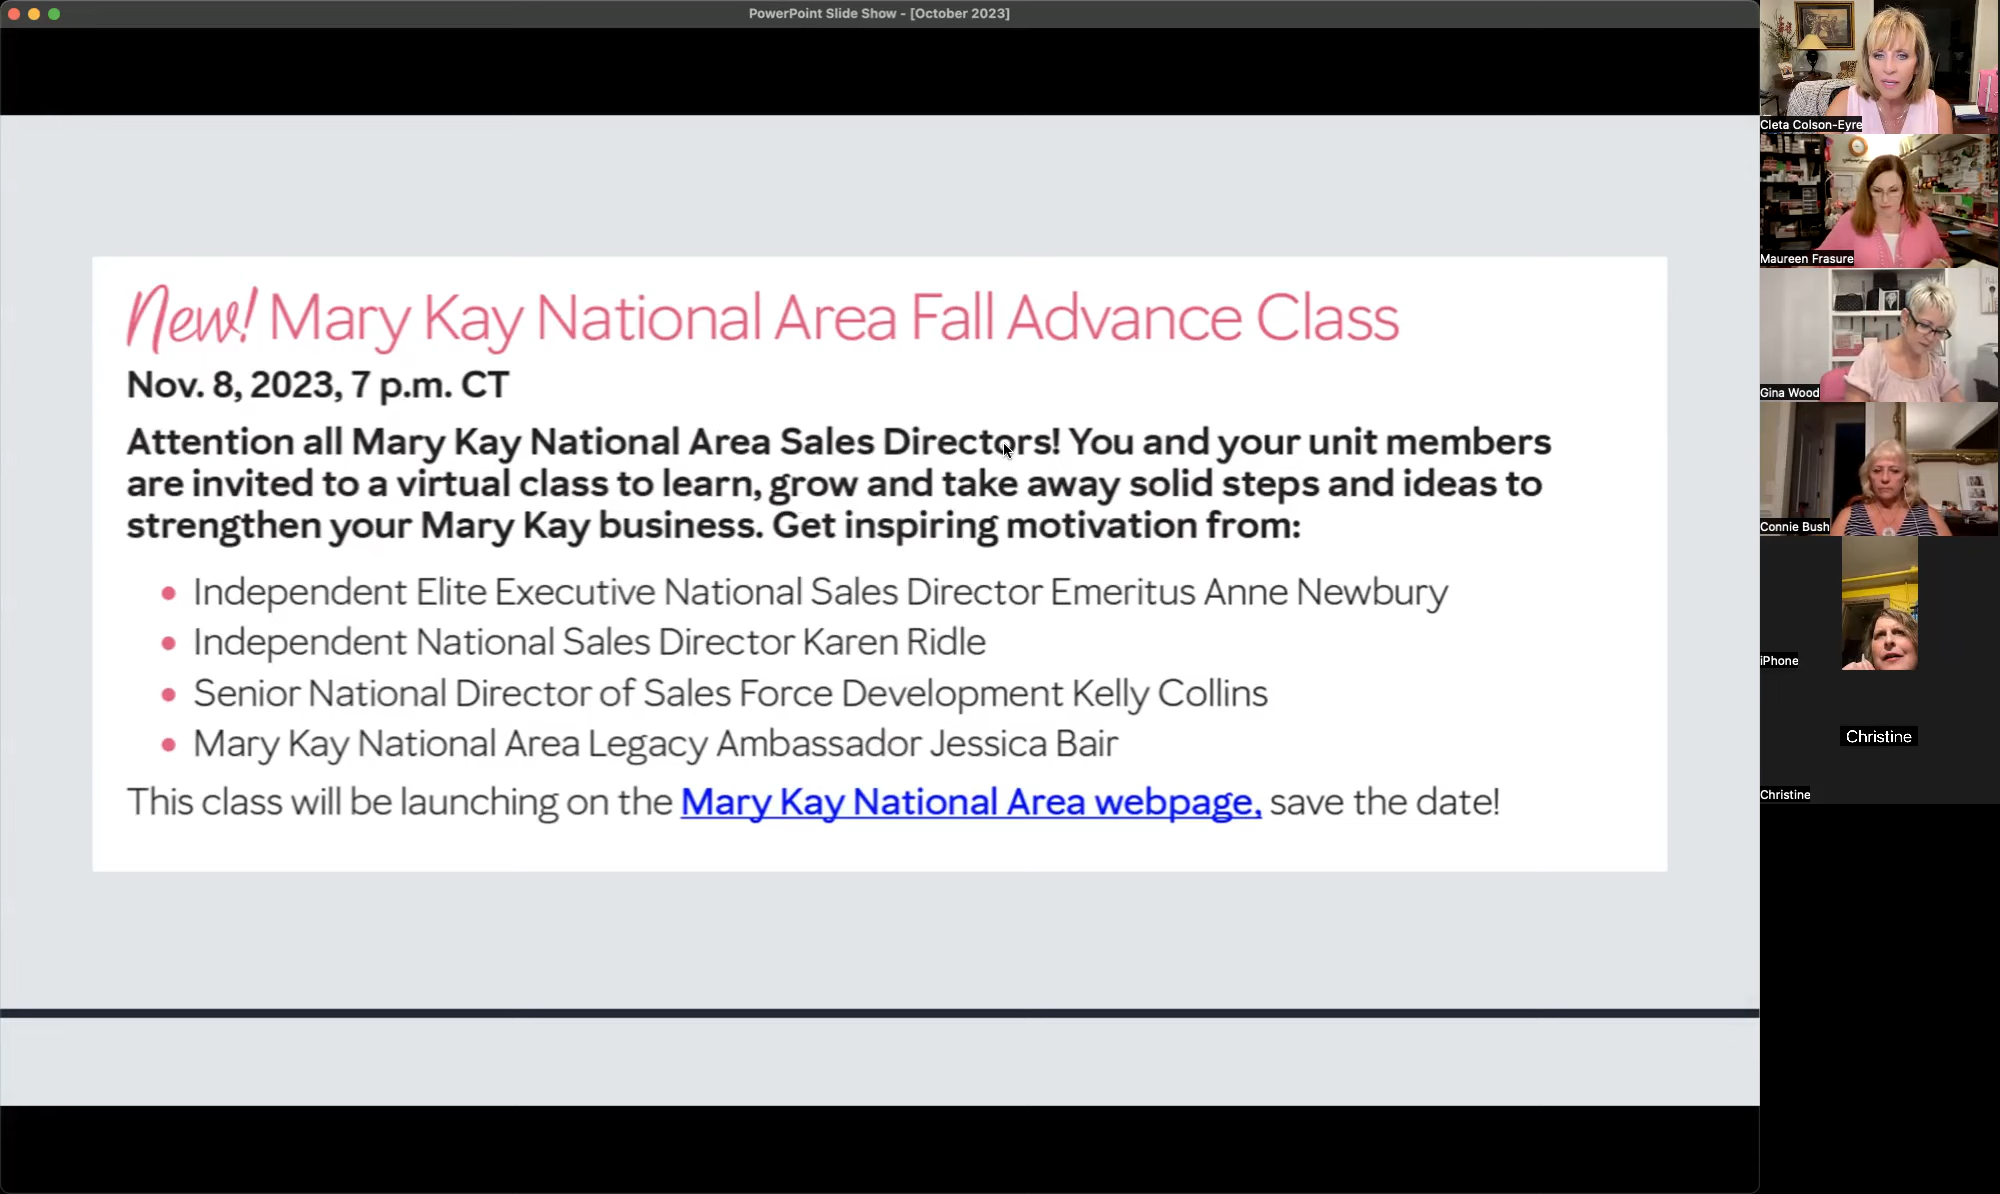 PowerPoint Slide Show - [October 2023]
New! Mary Kay National Area Fall Advance Class
Nov. 8, 2023, 7 p.m. CT
Attention all Mary Kay National Area Sales Directors! You and your unit members
are invited to a virtual class to learn, grow and take away solid steps and ideas to
strengthen your Mary Kay business. Get inspiring motivation from:
• Independent Elite Executive National Sales Director Emeritus Anne Newbury
• Independent National Sales Director Karen Ridle
• Senior National Director of Sales Force Development Kelly Collins
• Mary Kay National Area Legacy Ambassador Jessica Bair
This class will be launching on the Mary Kay National Area webpage, save the date!
Cleta Colson-Eyre
Maureen Frasure
Gina Wood
Connie Bush
iPhone
Christine
Christine